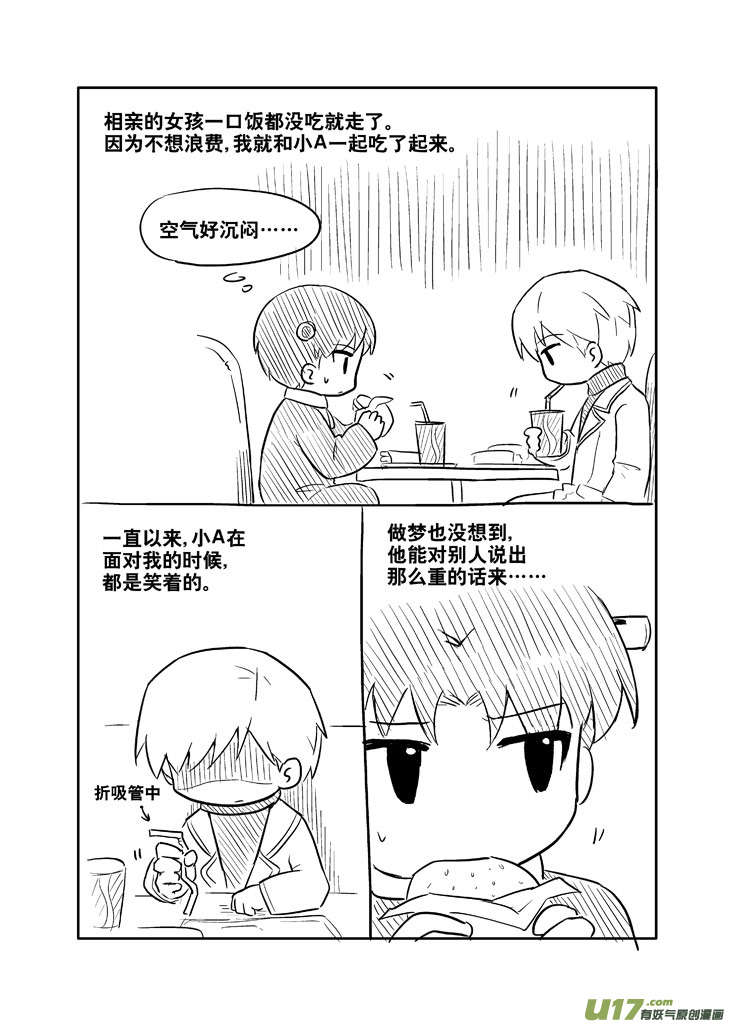 相亲的女孩一口饭都没吃就走了。
因为不想浪费,我就和小A一起吃了起来。
空气好沉闷……
一直以来,小A在
面对我的时候,
都是笑着的。
做梦也没想到,
他能对别人说出
那么重的话来……
折吸管中
U17.com
有妖气原创漫画